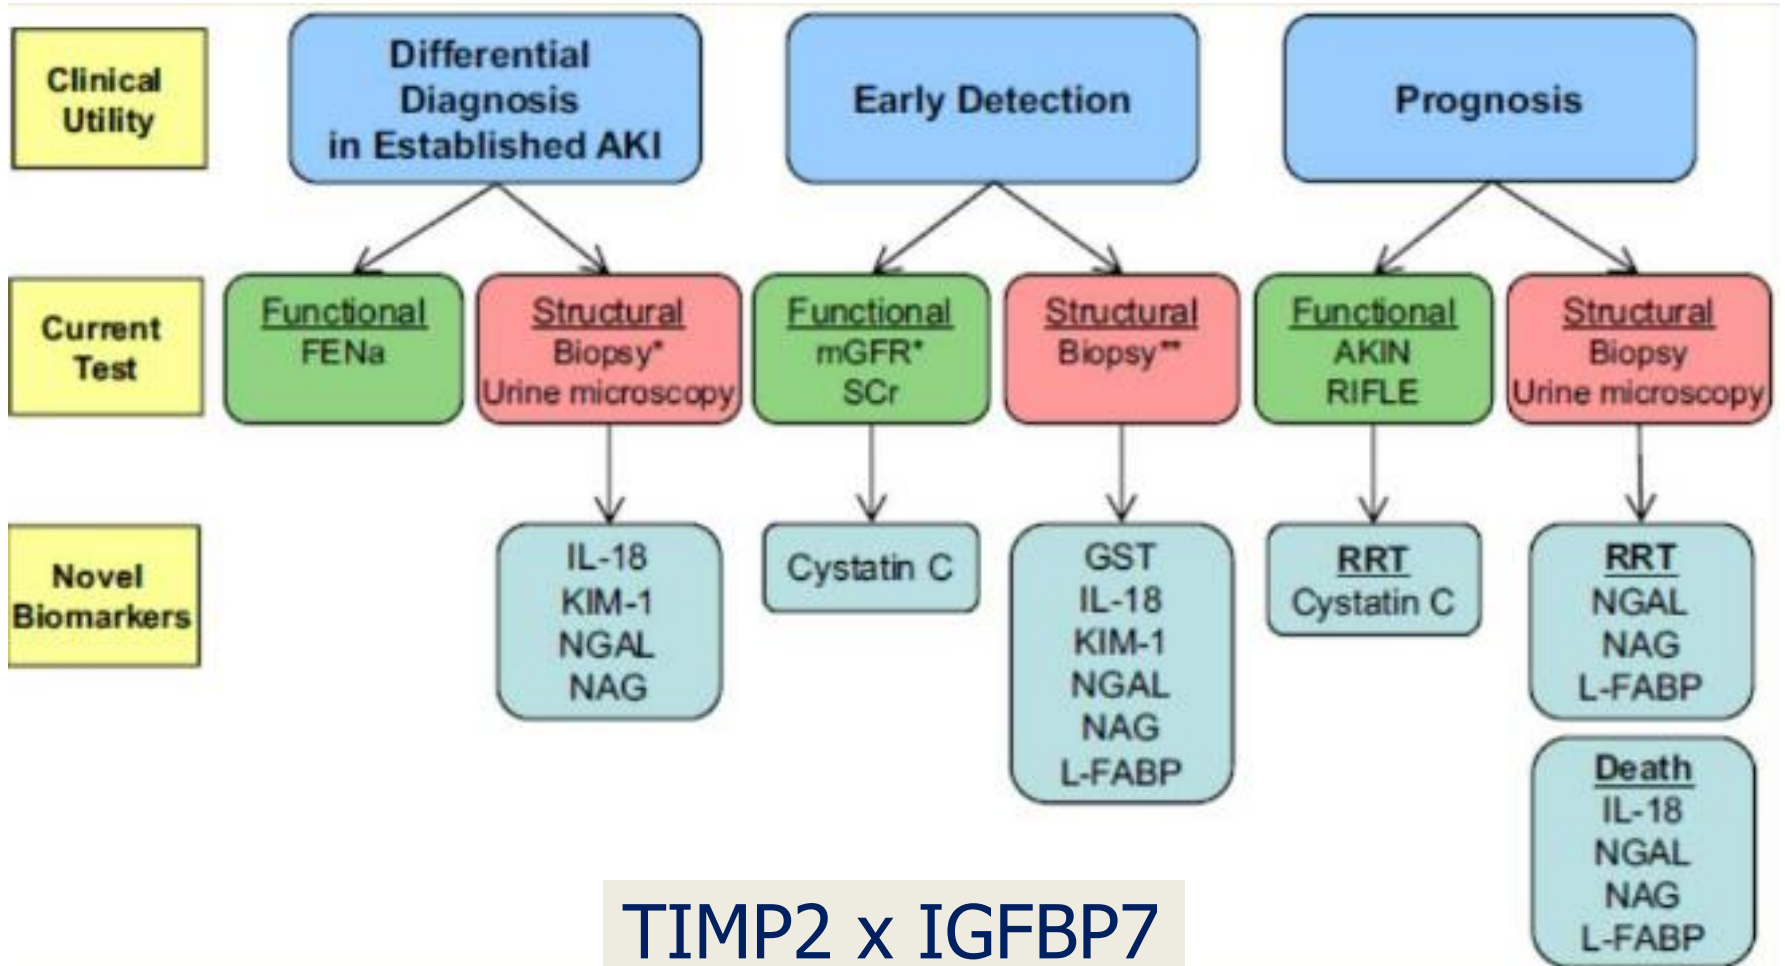 Clinical
Utility
Differential
Diagnosis
in Established AKI
Early Detection
Prognosis
Current
Test
Functional
FENa
Structural
Biopsy*
Urine microscopy
Functional
mGFR*
SCr
Structural
Biopsy**
Functional
AKIN
RIFLE
Structural
Biopsy
Urine microscopy
Novel
Biomarkers
IL-18
KIM-1
NGAL
NAG
Cystatin C
GST
IL-18
KIM-1
NGAL
NAG
L-FABP
RRT
Cystatin C
RRT
NGAL
NAG
L-FABP
Death
IL-18
NGAL
NAG
L-FABP
TIMP2 x IGFBP7